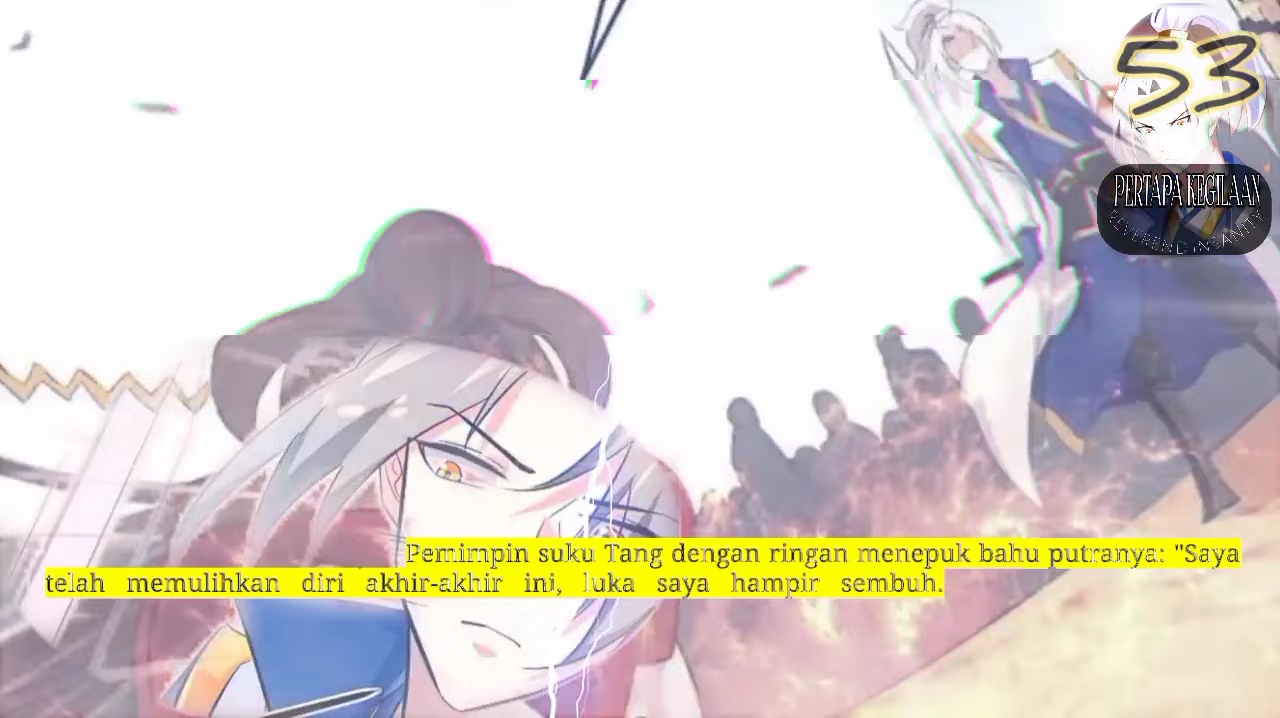 53
PERTAPA KEGILAAN
REVEREND INSANITY
Pemimpin suku Tang dengan ringan menepuk bahu putranya: "Saya
telah memulihkan diri akhir-akhir ini, luka saya hampir sembuh.